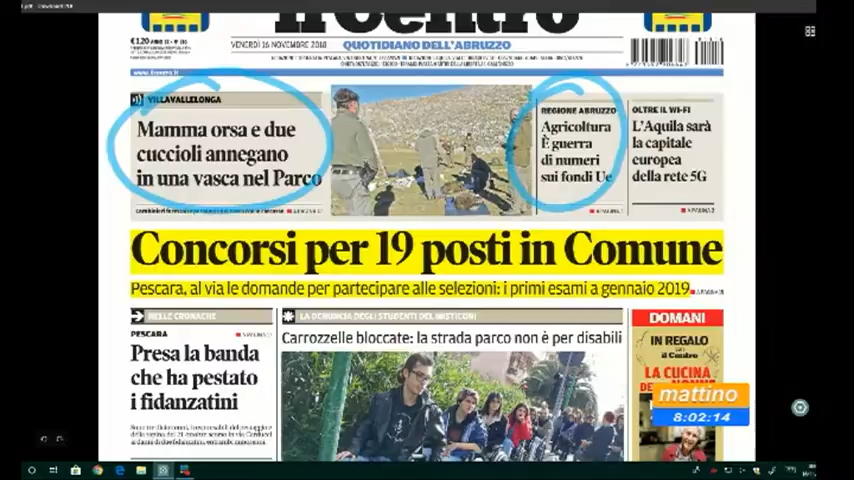 il Centro
€1,20
VENERDÌ 16 NOVEMBRE 2018
QUOTIDIANO DELL'ABRUZZO
www.ilcentro.it
VILLAVALLELONGA
Mamma orsa e due
cuccioli annegano
in una vasca nel Parco
REGIONE ABRUZZO
Agricoltura
È guerra
di numeri
sui fondi Ue
OLTRE IL WI-FI
L'Aquila sarà
la capitale
europea
della rete 5G
Concorsi per 19 posti in Comune
Pescara, al via le domande per partecipare alle selezioni: i primi esami a gennaio 2019
NELLE CRONACHE
PESCARA
Presa la banda
che ha pestato
i fidanzatini
LA DENUNCIA DEGLI STUDENTI DEL MISTICONI
Carrozzelle bloccate: la strada parco non è per disabili
DOMANI
IN REGALO
il Centro
LA CUCINA
mattino
8:02:14